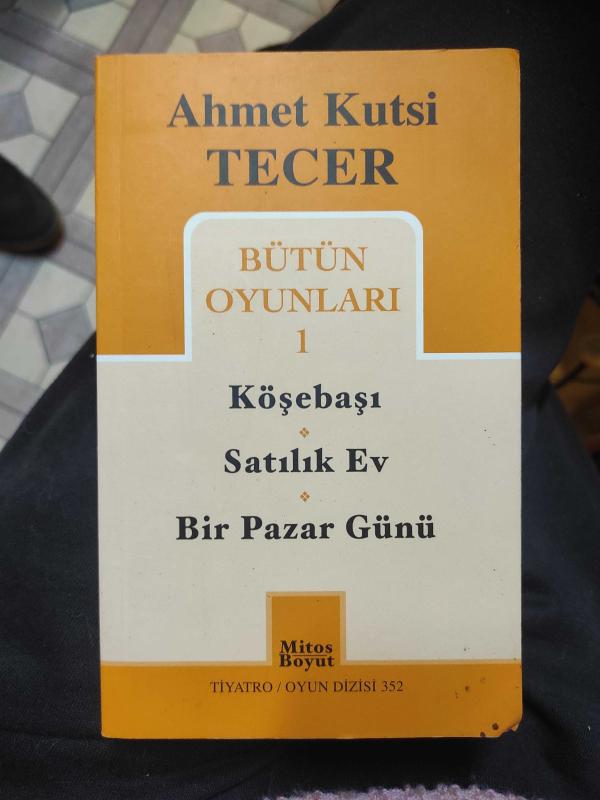 Ahmet Kutsi
TECER
BÜTÜN
OYUNLARI
1
Köşebaşı
Satılık Ev
Bir Pazar Günü
Mitos
Boyut
TİYATRO / OYUN DİZİSİ 352